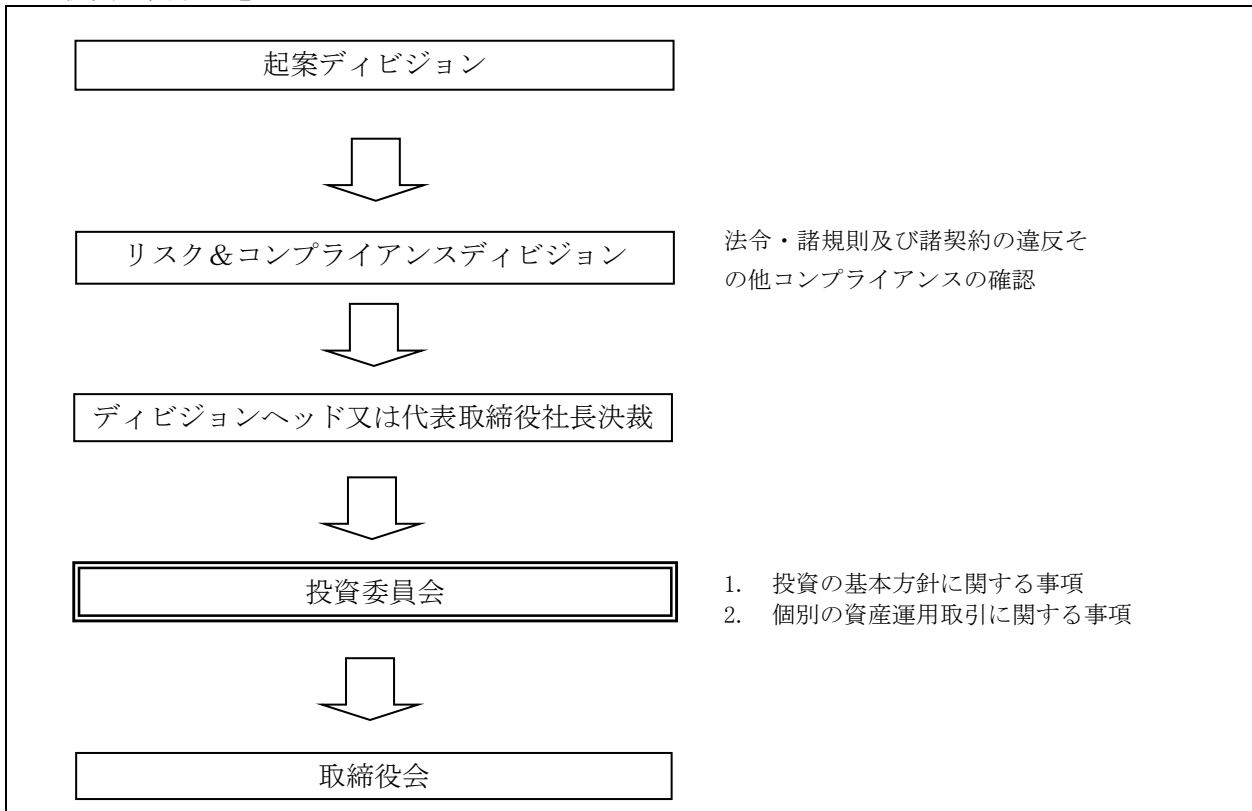 起案ディビジョン
リスク＆コンプライアンスディビジョン
法令・諸規則及び諸契約の違反そ
の他コンプライアンスの確認
ディビジョンヘッド又は代表取締役社長決裁
投資委員会
1. 投資の基本方針に関する事項
2. 個別の資産運用取引に関する事項
取締役会